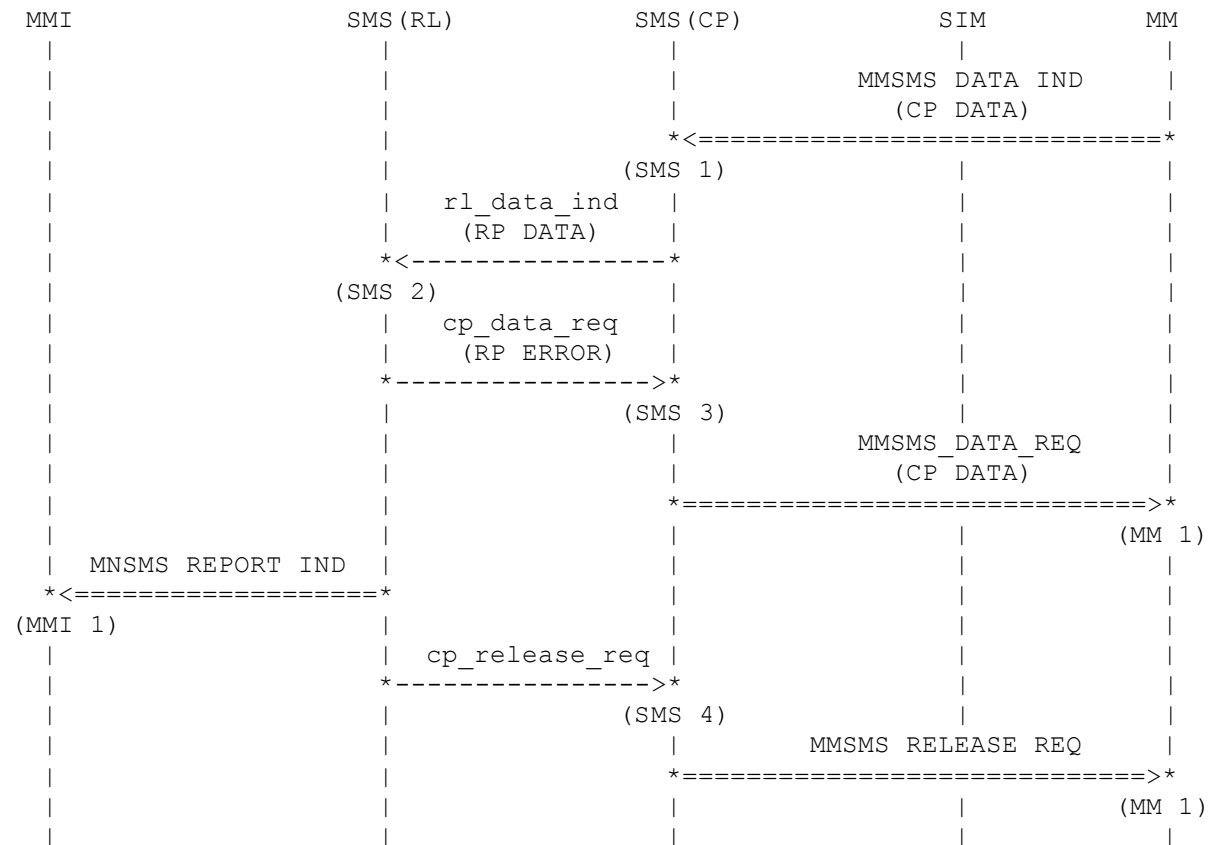 MMI SMS(RL) SMS(CP) SIM MM
MMSMS DATA IND
(CP DATA)
(SMS 1)
rl_data_ind
(RP DATA)
(SMS 2)
cp_data_req
(RP ERROR)
(SMS 3)
MMSMS_DATA_REQ
(CP DATA)
(MM 1)
MNSMS REPORT IND
(MMI 1)
cp_release_req
(SMS 4)
MMSMS RELEASE REQ
(MM 1)